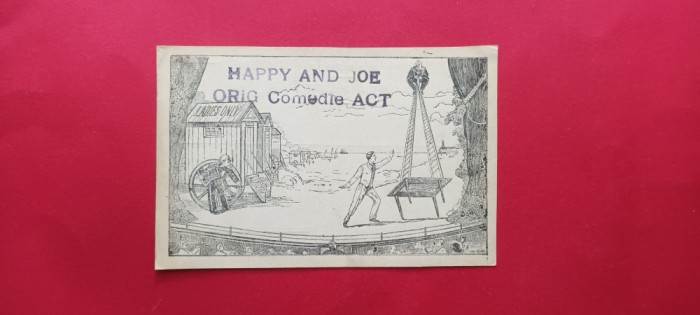 HAPPY AND JOE
ORIG Comedie ACT
LADIES ONLY